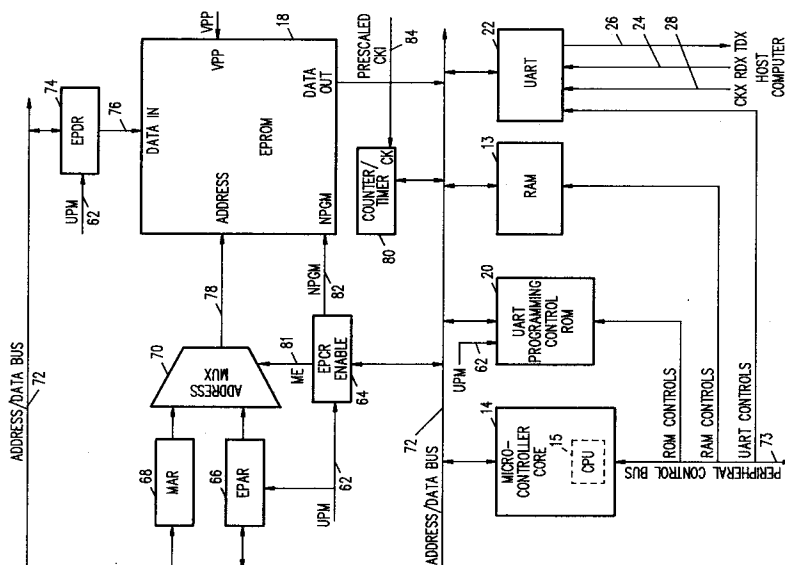 ADDRESS/DATA BUS
72
74
EPDR
UPM
62
76
VPP
VPP
18
DATA IN
ADDRESS
EPROM
NPGM
DATA OUT
PRESCALED
CKI
84
COUNTER/
TIMER
CK
80
78
NPGM
82
70
ADDRESS
MUX
81
ME
EPCR
ENABLE
64
68
MAR
66
EPAR
UPM
62
ADDRESS/DATA BUS
72
22
UART
26
24
28
CKX RDX TDX
HOST
COMPUTER
13
RAM
20
UART
PROGRAMMING
CONTROL
ROM
UPM
62
14
MICRO-
CONTROLLER
CORE
15
CPU
ROM CONTROLS
RAM CONTROLS
UART CONTROLS
PERIPHERAL CONTROL BUS
73